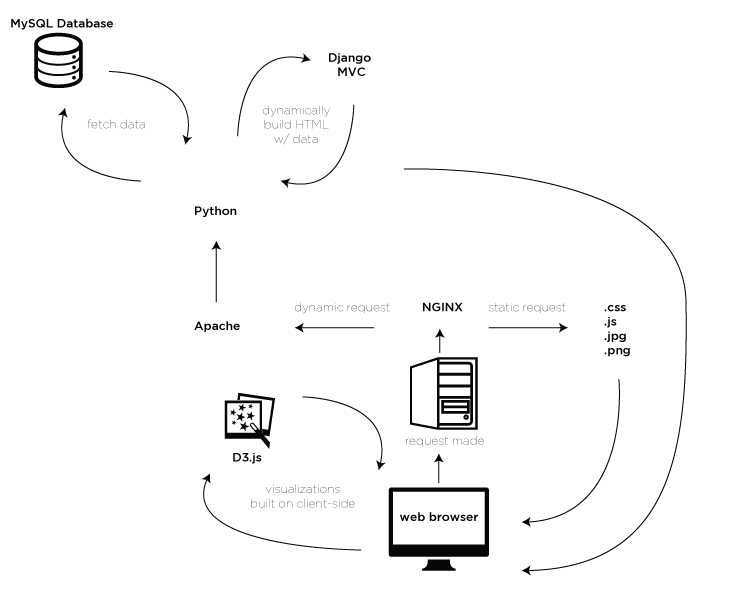 MySQL Database
Django
MVC
fetch data
dynamically
build HTML
w/ data
Python
dynamic request
NGINX
static request
.css
.js
.jpg
.png
Apache
request made
D3.js
visualizations
built on client-side
web browser